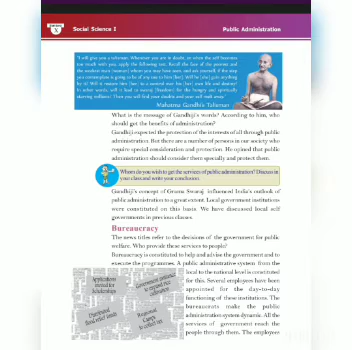 Standard
X
Social Science I
Public Administration
"I will give you a talisman. Whenever you are in doubt, or when the self becomes
too much with you, apply the following test. Recall the face of the poorest and
the weakest man [woman] whom you may have seen, and ask yourself, if the step
you contemplate is going to be of any use to him [her]. Will he [she] gain anything
by it? Will it restore him [her] to a control over his [her] own life and destiny?
In other words, will it lead to swaraj [freedom] for the hungry and spiritually
starving millions? Then you will find your doubts and your self melt away."
Mahatma Gandhiji's Talisman
What is the message of Gandhiji's words? According to him, who
should get the benefits of administration?
Gandhiji expected the protection of the interests of all through public
administration. But there are a number of persons in our society who
require special consideration and protection. He opined that public
administration should consider them specially and protect them.
Whom do you wish to get the services of public administration? Discuss in
your class and write your conclusion.
Gandhiji's concept of Grama Swaraj influenced India's outlook of
public administration to a great extent. Local government institutions
were constituted on this basis. We have discussed local self
governments in previous classes.
Bureaucracy
The news titles refer to the decisions of the government for public
welfare. Who provide these services to people?
Bureaucracy is constituted to help and advise the government and to
execute the programmes. A public administrative system from the
local to the national level is constituted
for this. Several employees have been
appointed for the day-to-day
functioning of these institutions. The
bureaucrats make the public
administration system dynamic. All the
services of government reach the
people through them. The employees
Applications
invited for
Scholarships
Government
to
Distributed
flood relief funds
Regional
Camps